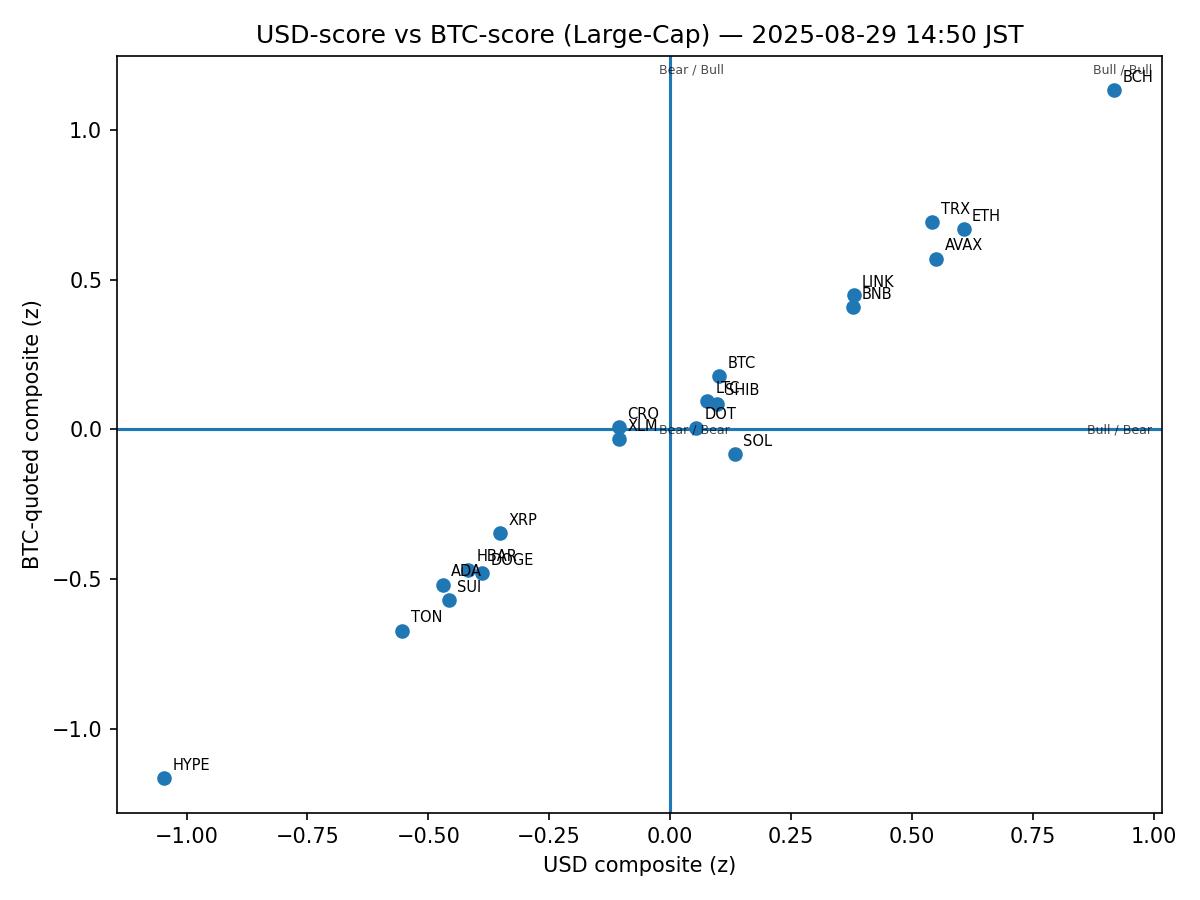 USD-score vs BTC-score (Large-Cap) — 2025-08-29 14:50 JST
Bear / Bull
Bull / Bull
BCH
1.0
TRX
ETH
AVAX
0.5
LINK
BNB
BTC
LTC
SHIB
CRO
DOT
XLM
0.0
Bear / Bear
Bull / Bear
SOL
XRP
HBAR
DOGE
ADA
−0.5
SUI
TON
−1.0
HYPE
BTC-quoted composite (z)
−1.00 −0.75 −0.50 −0.25 0.00 0.25 0.50 0.75 1.00
USD composite (z)